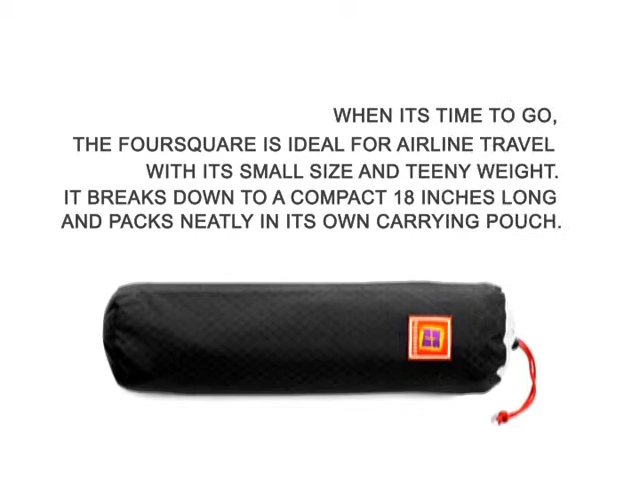 WHEN ITS TIME TO GO,
THE FOURSQUARE IS IDEAL FOR AIRLINE TRAVEL
WITH ITS SMALL SIZE AND TEENY WEIGHT.
IT BREAKS DOWN TO A COMPACT 18 INCHES LONG
AND PACKS NEATLY IN ITS OWN CARRYING POUCH.